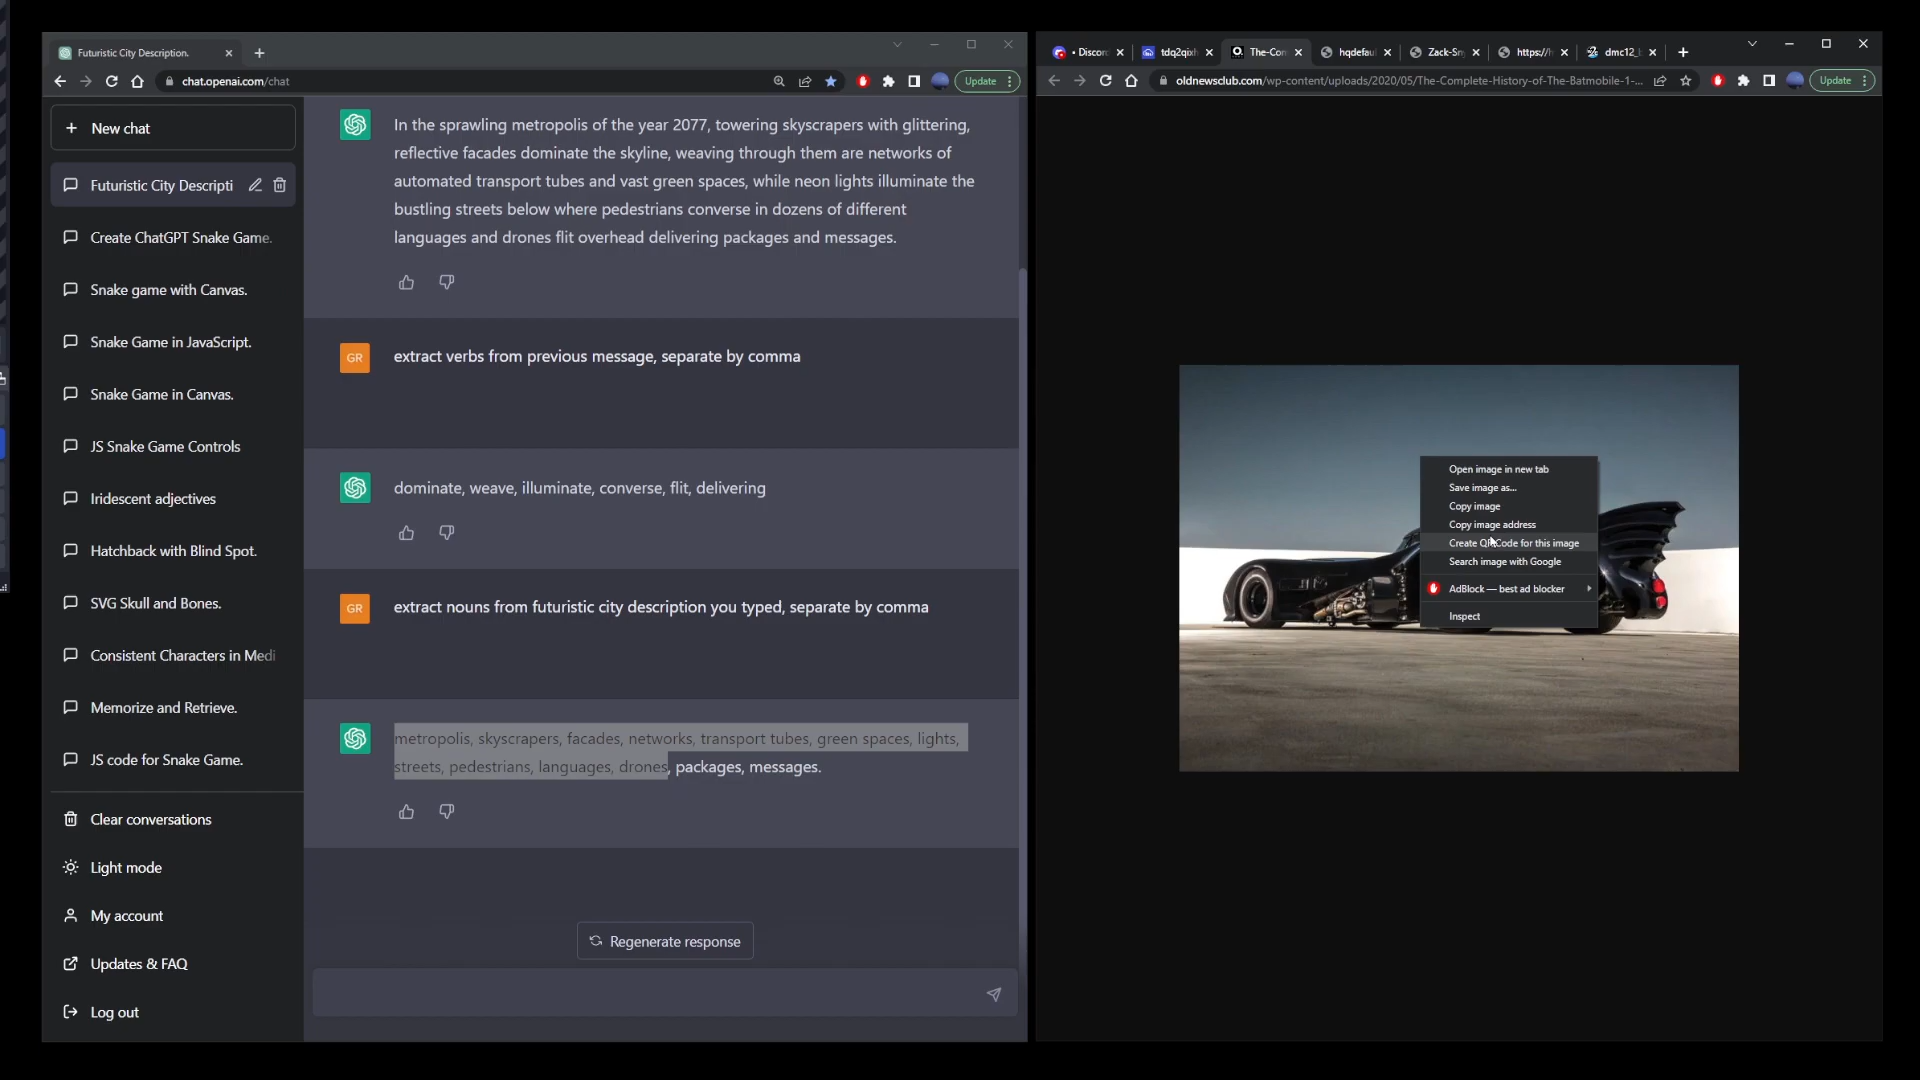 Futuristic City Description.
chat.openai.com/chat
Update
New chat
Futuristic City Descripti
Create ChatGPT Snake Game.
Snake game with Canvas.
Snake Game in JavaScript.
Snake Game in Canvas.
JS Snake Game Controls
Iridescent adjectives
Hatchback with Blind Spot.
SVG Skull and Bones.
Consistent Characters in Medi
Memorize and Retrieve.
JS code for Snake Game.
Clear conversations
Light mode
My account
Updates & FAQ
Log out
In the sprawling metropolis of the year 2077, towering skyscrapers with glittering,
reflective facades dominate the skyline, weaving through them are networks of
automated transport tubes and vast green spaces, while neon lights illuminate the
bustling streets below where pedestrians converse in dozens of different
languages and drones flit overhead delivering packages and messages.
GR
extract verbs from previous message, separate by comma
dominate, weave, illuminate, converse, flit, delivering
GR
extract nouns from futuristic city description you typed, separate by comma
metropolis, skyscrapers, facades, networks, transport tubes, green spaces, lights,
streets, pedestrians, languages, drones, packages, messages.
Regenerate response
• Discor
tdq2qixh
The-Con
hqdefau
Zack-Sn
https://h
dmc12_
oldnewsclub.com/wp-content/uploads/2020/05/The-Complete-History-of-The-Batmobile-1-...
Update
Open image in new tab
Save image as...
Copy image
Copy image address
Create QR Code for this image
Search image with Google
AdBlock — best ad blocker
Inspect